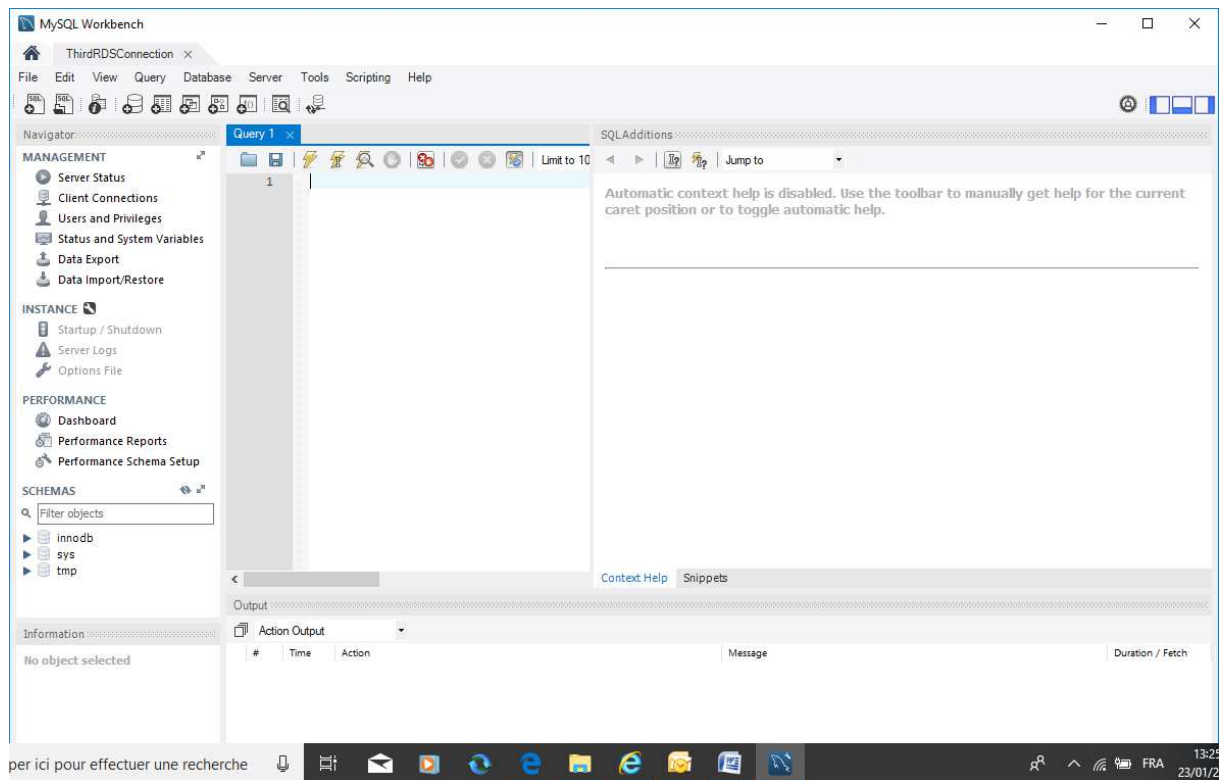 MySQL Workbench
ThirdRDSConnection
File Edit View Query Database Server Tools Scripting Help
Navigator
MANAGEMENT
Server Status
Client Connections
Users and Privileges
Status and System Variables
Data Export
Data Import/Restore
INSTANCE
Startup / Shutdown
Server Logs
Options File
PERFORMANCE
Dashboard
Performance Reports
Performance Schema Setup
SCHEMAS
Filter objects
innodb
sys
tmp
Information
No object selected
Query 1
Limit to 10
1
SQLAdditions
Jump to
Automatic context help is disabled. Use the toolbar to manually get help for the current
caret position or to toggle automatic help.
Context Help Snippets
Output
Action Output
# Time Action Message Duration / Fetch
per ici pour effectuer une recherche
FRA
13:25
23/01/2